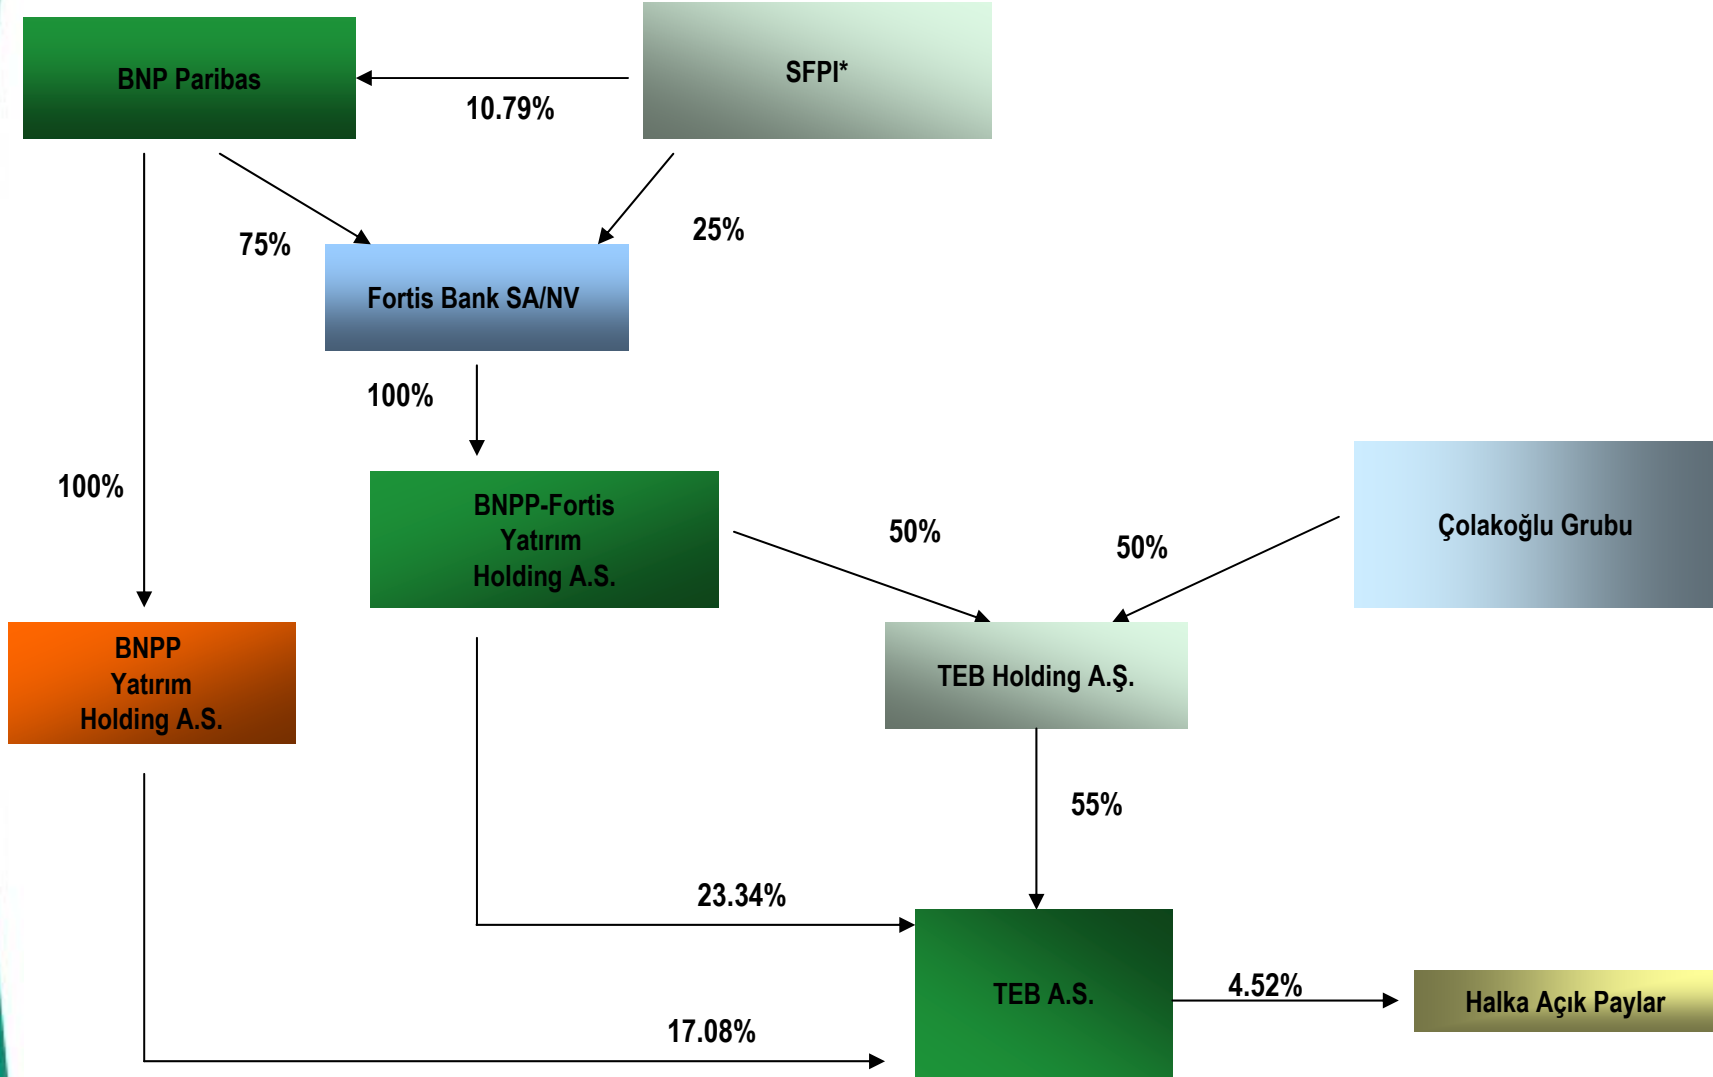 BNP Paribas
SFPI*
10.79%
75%
25%
Fortis Bank SA/NV
100%
100%
BNPP-Fortis
Yatırım
Holding A.S.
50%
50%
Çolakoğlu Grubu
BNPP
Yatırım
Holding A.S.
TEB Holding A.Ş.
55%
23.34%
TEB A.S.
4.52%
Halka Açık Paylar
17.08%